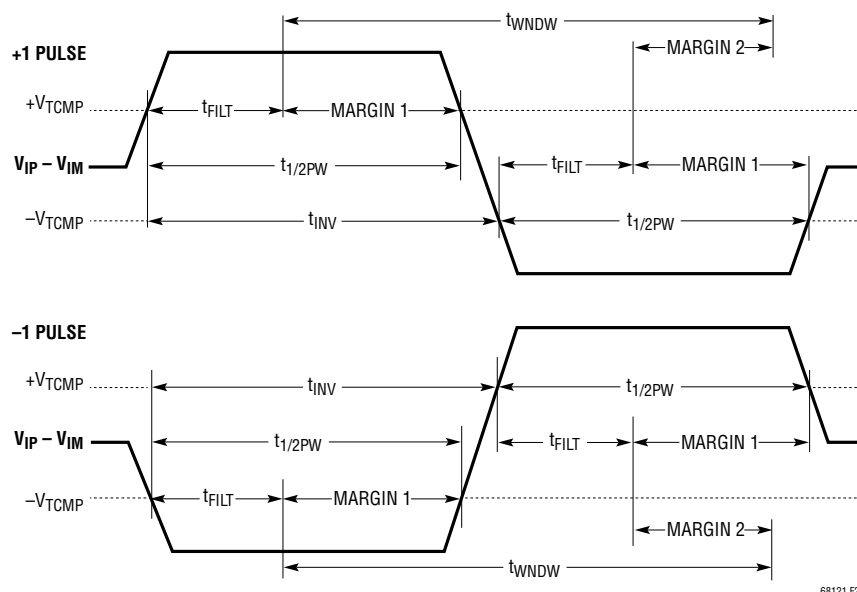 tWNDW
+1 PULSE
MARGIN 2
+VTCMP
tFILT
MARGIN 1
VIP – VIM
t1/2PW
tFILT
MARGIN 1
–VTCMP
tINV
t1/2PW
–1 PULSE
+VTCMP
tINV
t1/2PW
VIP – VIM
t1/2PW
tFILT
MARGIN 1
–VTCMP
tFILT
MARGIN 1
MARGIN 2
tWNDW